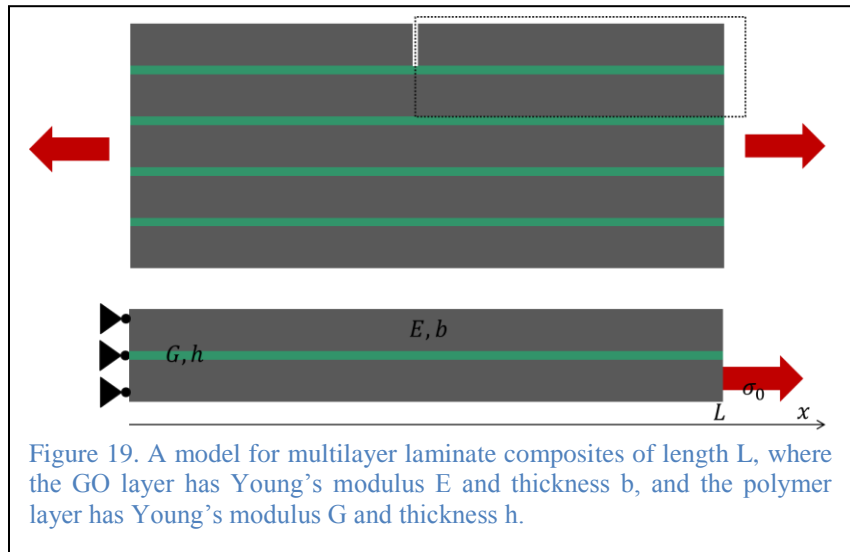 E, b
G, h
σ₀
L
x
Figure 19. A model for multilayer laminate composites of length L, where
the GO layer has Young's modulus E and thickness b, and the polymer
layer has Young's modulus G and thickness h.